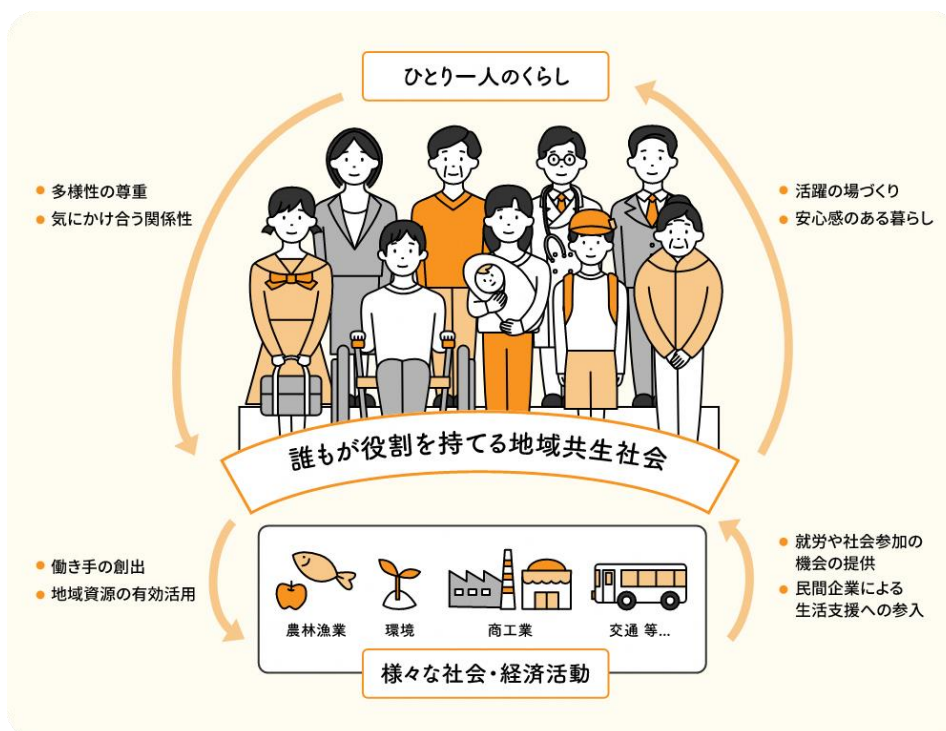 ひとり一人のくらし
● 多様性の尊重
● 気にかけ合う関係性
● 活躍の場づくり
● 安心感のある暮らし
誰もが役割を持てる地域共生社会
● 働き手の創出
● 地域資源の有効活用
● 就労や社会参加の
機会の提供
● 民間企業による
生活支援への参入
農林漁業
環境
商工業
交通 等...
様々な社会・経済活動